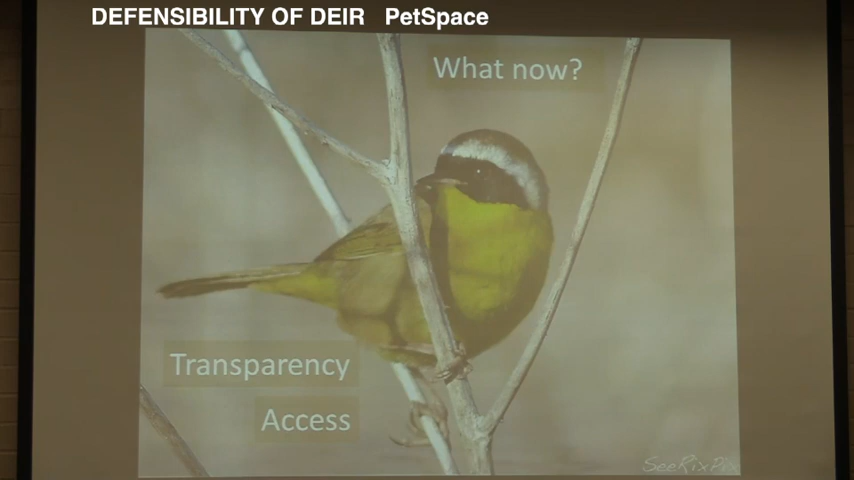 DEFENSIBILITY OF DEIR PetSpace
What now?
Transparency
Access
SeeRixPix